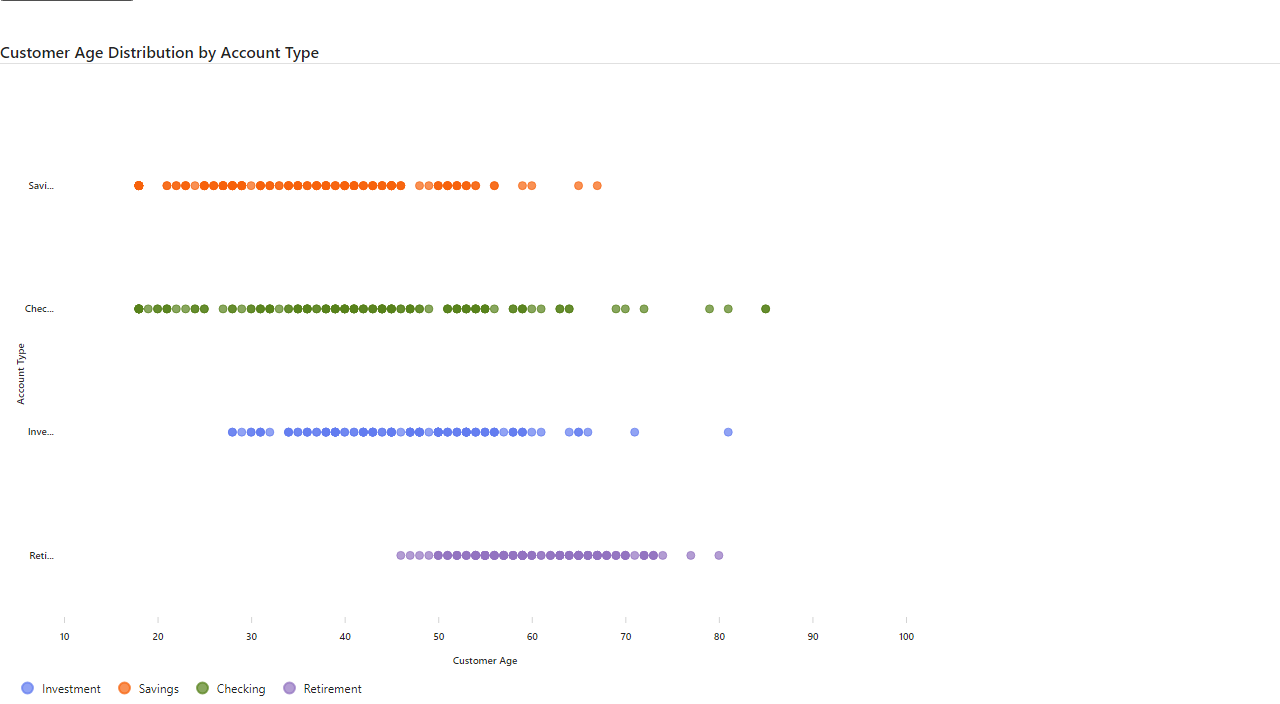 Customer Age Distribution by Account Type
Savi...
Chec...
Account Type
Inve...
Reti...
10 20 30 40 50 60 70 80 90 100
Customer Age
Investment Savings Checking Retirement